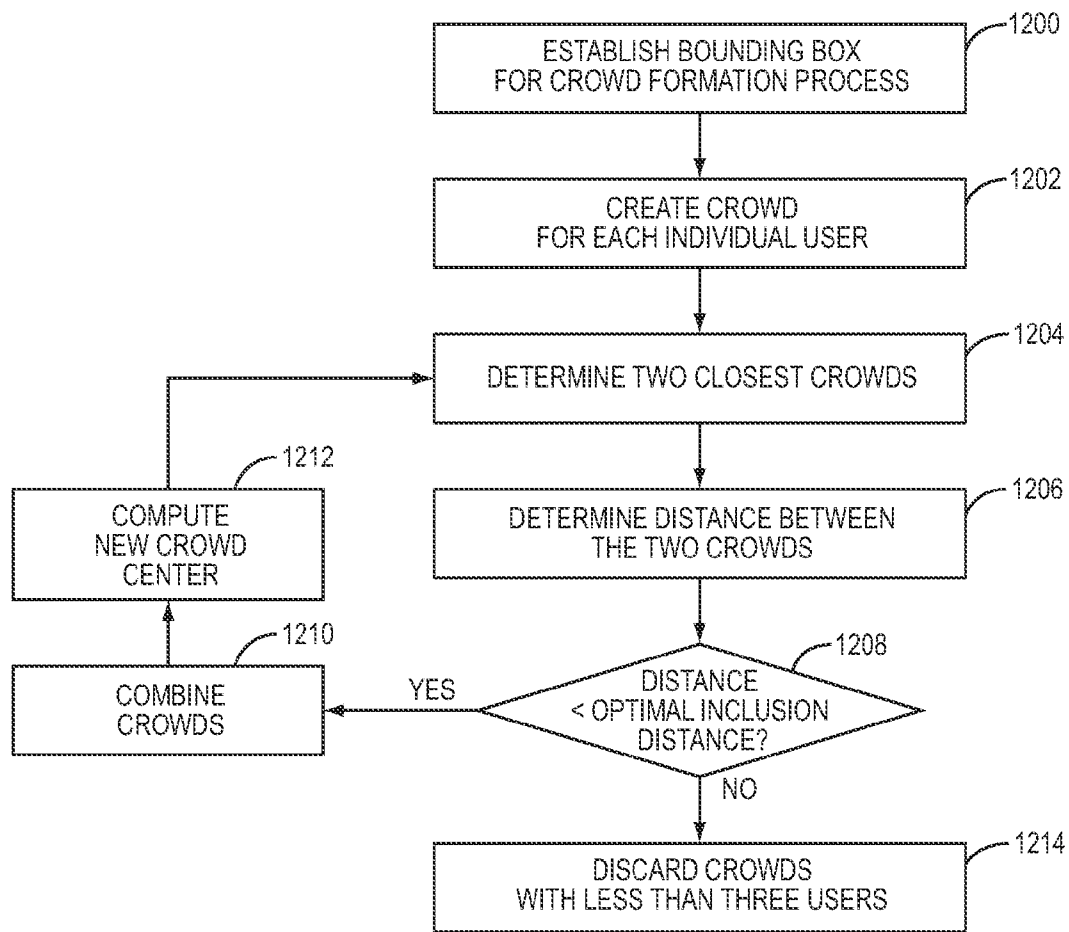 1200
ESTABLISH BOUNDING BOX
FOR CROWD FORMATION PROCESS
1202
CREATE CROWD
FOR EACH INDIVIDUAL USER
1204
DETERMINE TWO CLOSEST CROWDS
1212
COMPUTE
NEW CROWD
CENTER
1206
DETERMINE DISTANCE BETWEEN
THE TWO CROWDS
1210
COMBINE
CROWDS
YES
1208
DISTANCE
< OPTIMAL INCLUSION
DISTANCE?
NO
1214
DISCARD CROWDS
WITH LESS THAN THREE USERS